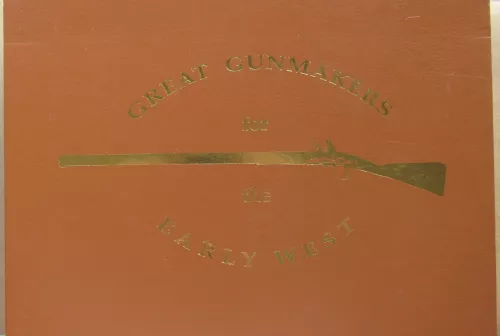 GREAT GUNMAKERS
for
the
EARLY WEST